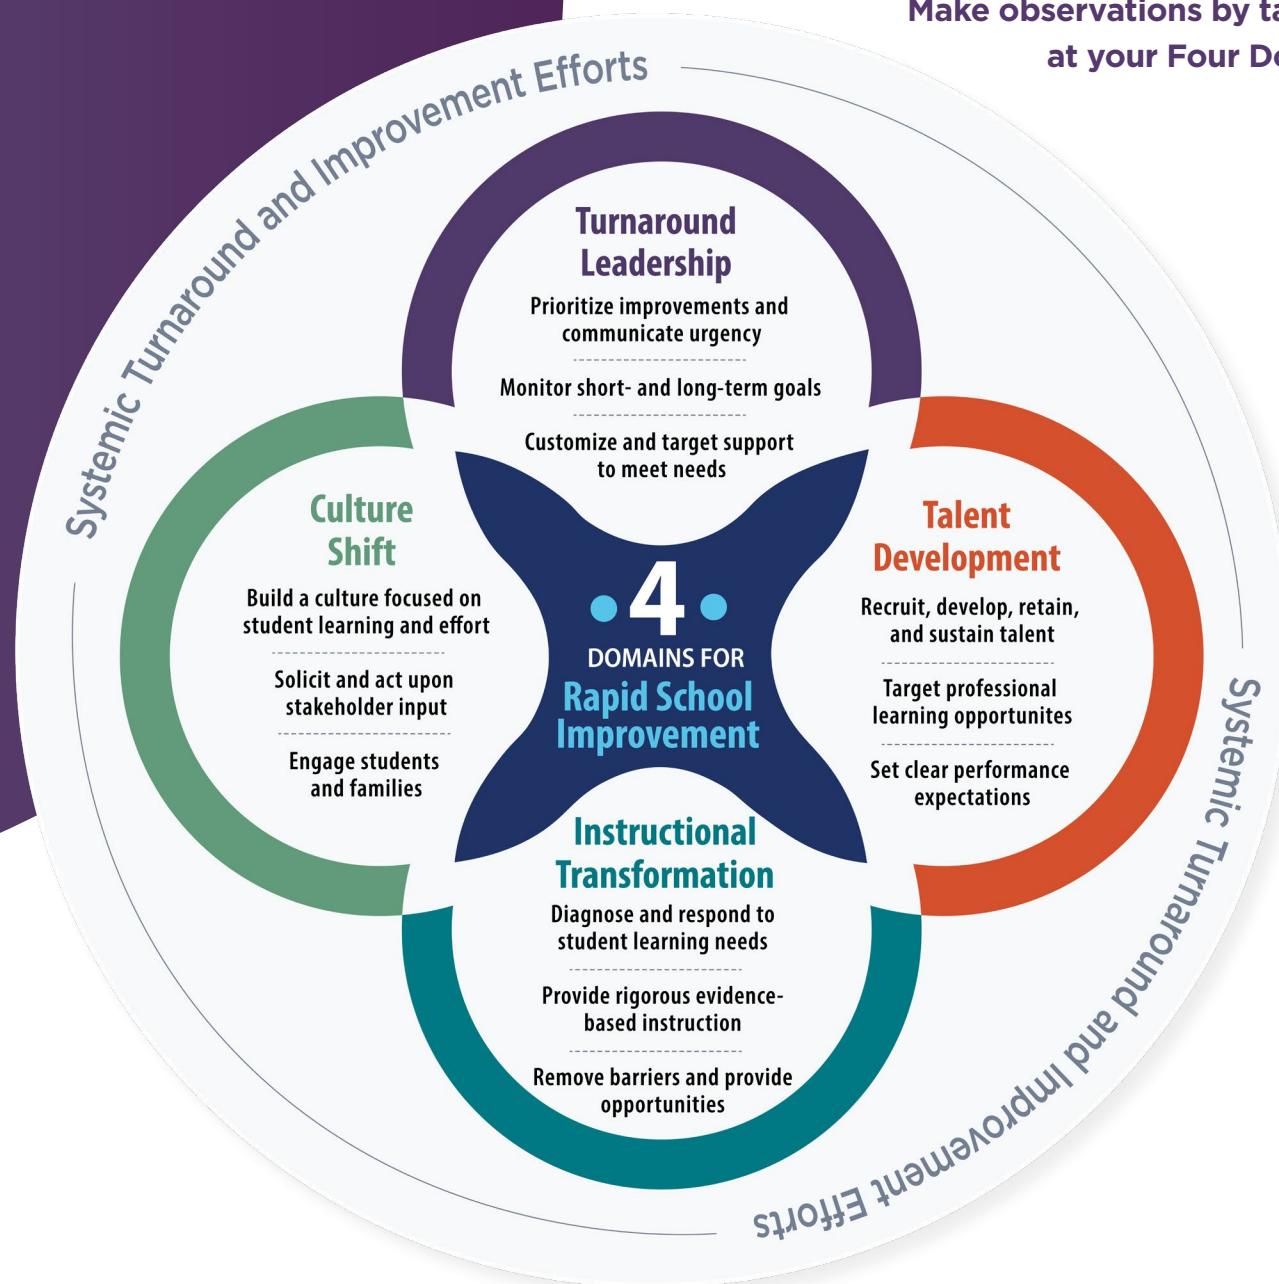 Make observations by
at your Four
Systemic Turnaround and Improvement Efforts
Turnaround
Leadership
Prioritize improvements and
communicate urgency
Monitor short- and long-term goals
Customize and target support
to meet needs
Culture
Shift
Build a culture focused on
student learning and effort
Solicit and act upon
stakeholder input
Engage students
and families
4
DOMAINS FOR
Rapid School
Improvement
Talent
Development
Recruit, develop, retain,
and sustain talent
Target professional
learning opportunites
Set clear performance
expectations
Instructional
Transformation
Diagnose and respond to
student learning needs
Provide rigorous evidence-
based instruction
Remove barriers and provide
opportunities
Systemic Turnaround and Improvement Efforts